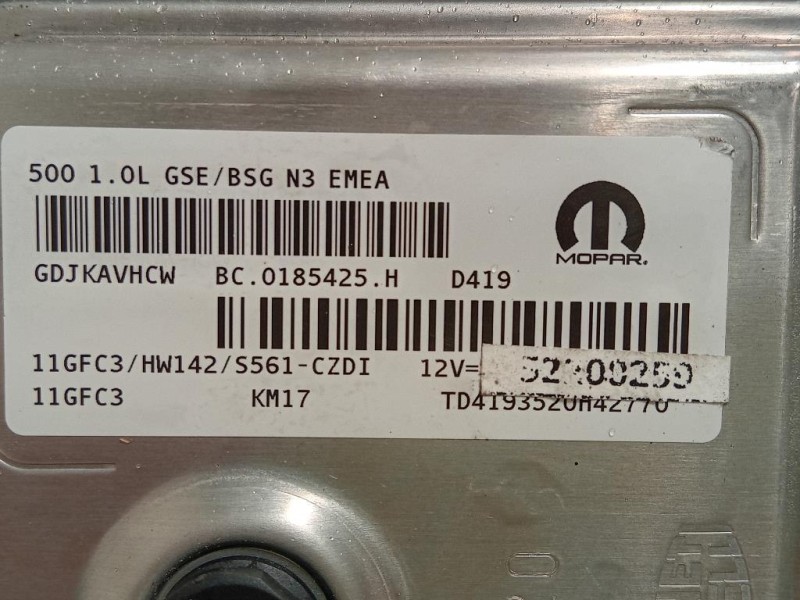 500 1.0L GSE/BSG N3 EMEA
MOPAR.
GDJKAVHCW BC.0185425.H D419
11GFC3/HW142/S561-CZDI 12V=
11GFC3 KM17